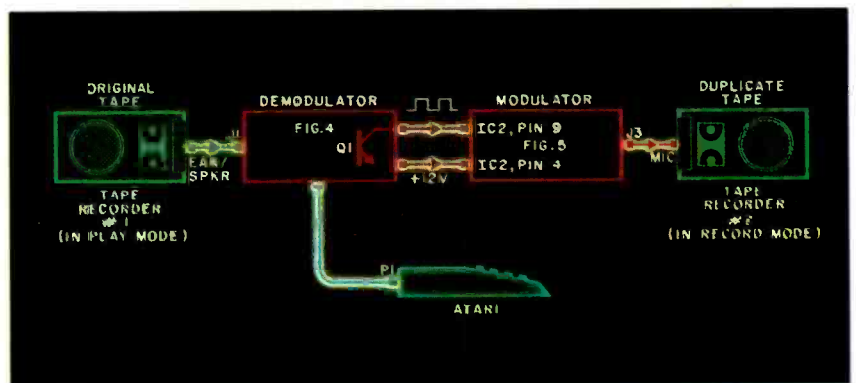 ORIGINAL
TAPE
DEMODULATOR
MODULATOR
DUPLICATE
TAPE
J1
EAR/
SPKR
FIG.4
Q1
IC2, PIN 9
FIG.5
IC2, PIN 4
+12V
J3
MIC
TAPE
RECORDER
#1
(IN PLAY MODE)
TAPE
RECORDER
#2
(IN RECORD MODE)
P1
ATARI